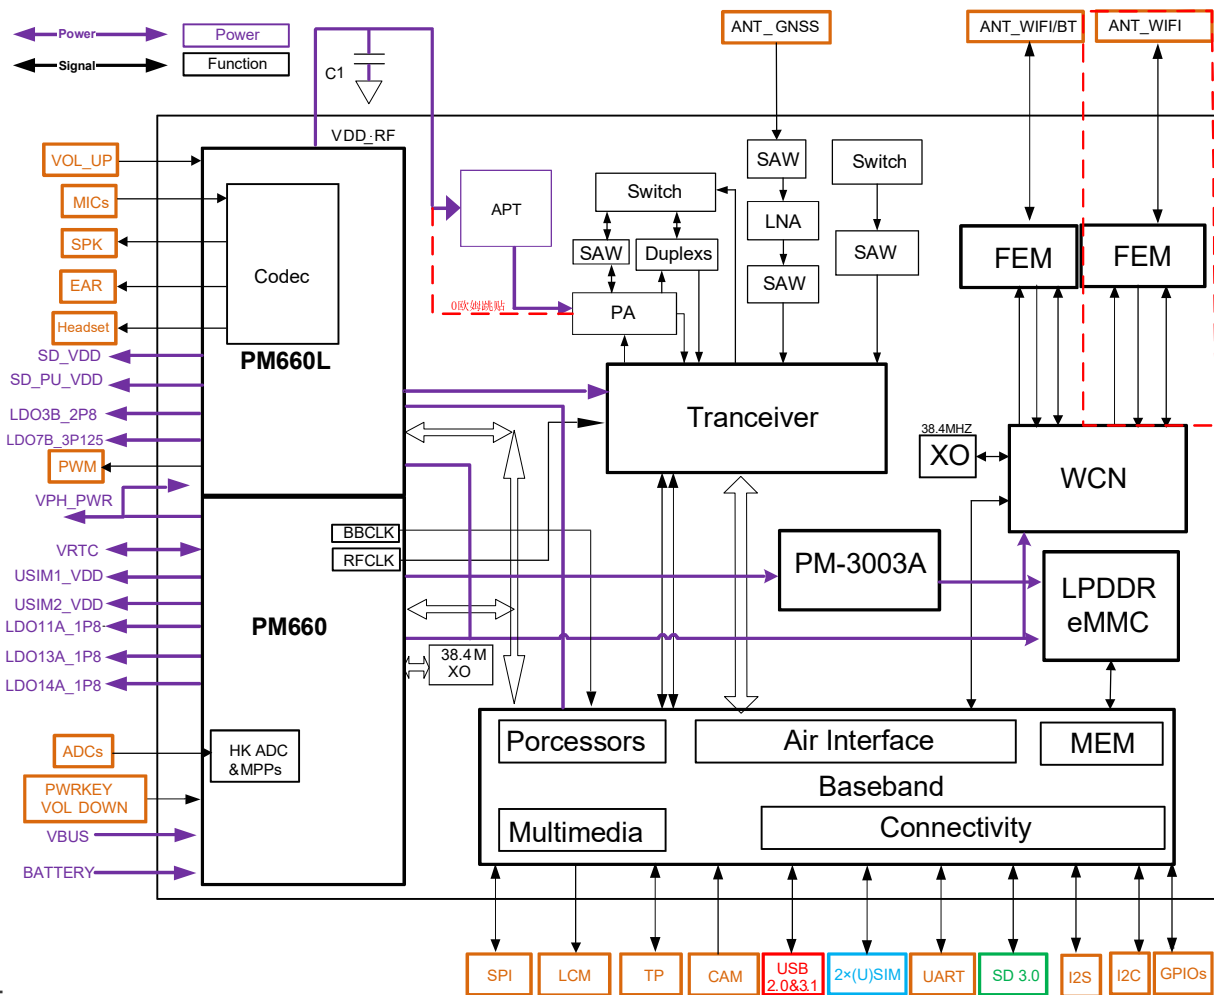 Power
Power
Signal
Function
C1
ANT_GNSS
ANT_WIFI/BT
ANT_WIFI
VDD·RF
VOL_UP
MICs
SPK
EAR
Headset
SD_VDD
SD_PU_VDD
LDO3B_2P8
LDO7B_3P125
PWM
VPH_PWR
VRTC
USIM1_VDD
USIM2_VDD
LDO11A_1P8-
LDO13A_1P8
LDO14A_1P8
ADCs
PWRKEY
VOL DOWN
VBUS
BATTERY
Codec
PM660L
BBCLK
RFCLK
PM660
38.4M
XO
HK ADC
&MPPs
APT
0欧姆跳贴
Switch
SAW
Duplexs
PA
SAW
LNA
SAW
Switch
SAW
FEM
FEM
Tranceiver
38.4MHZ
XO
WCN
PM-3003A
LPDDR
eMMC
Porcessors
Air Interface
MEM
Baseband
Multimedia
Connectivity
SPI
LCM
TP
CAM
USB
2.0&3.1
2×(U)SIM
UART
SD 3.0
I2S
I2C
GPIOs
.